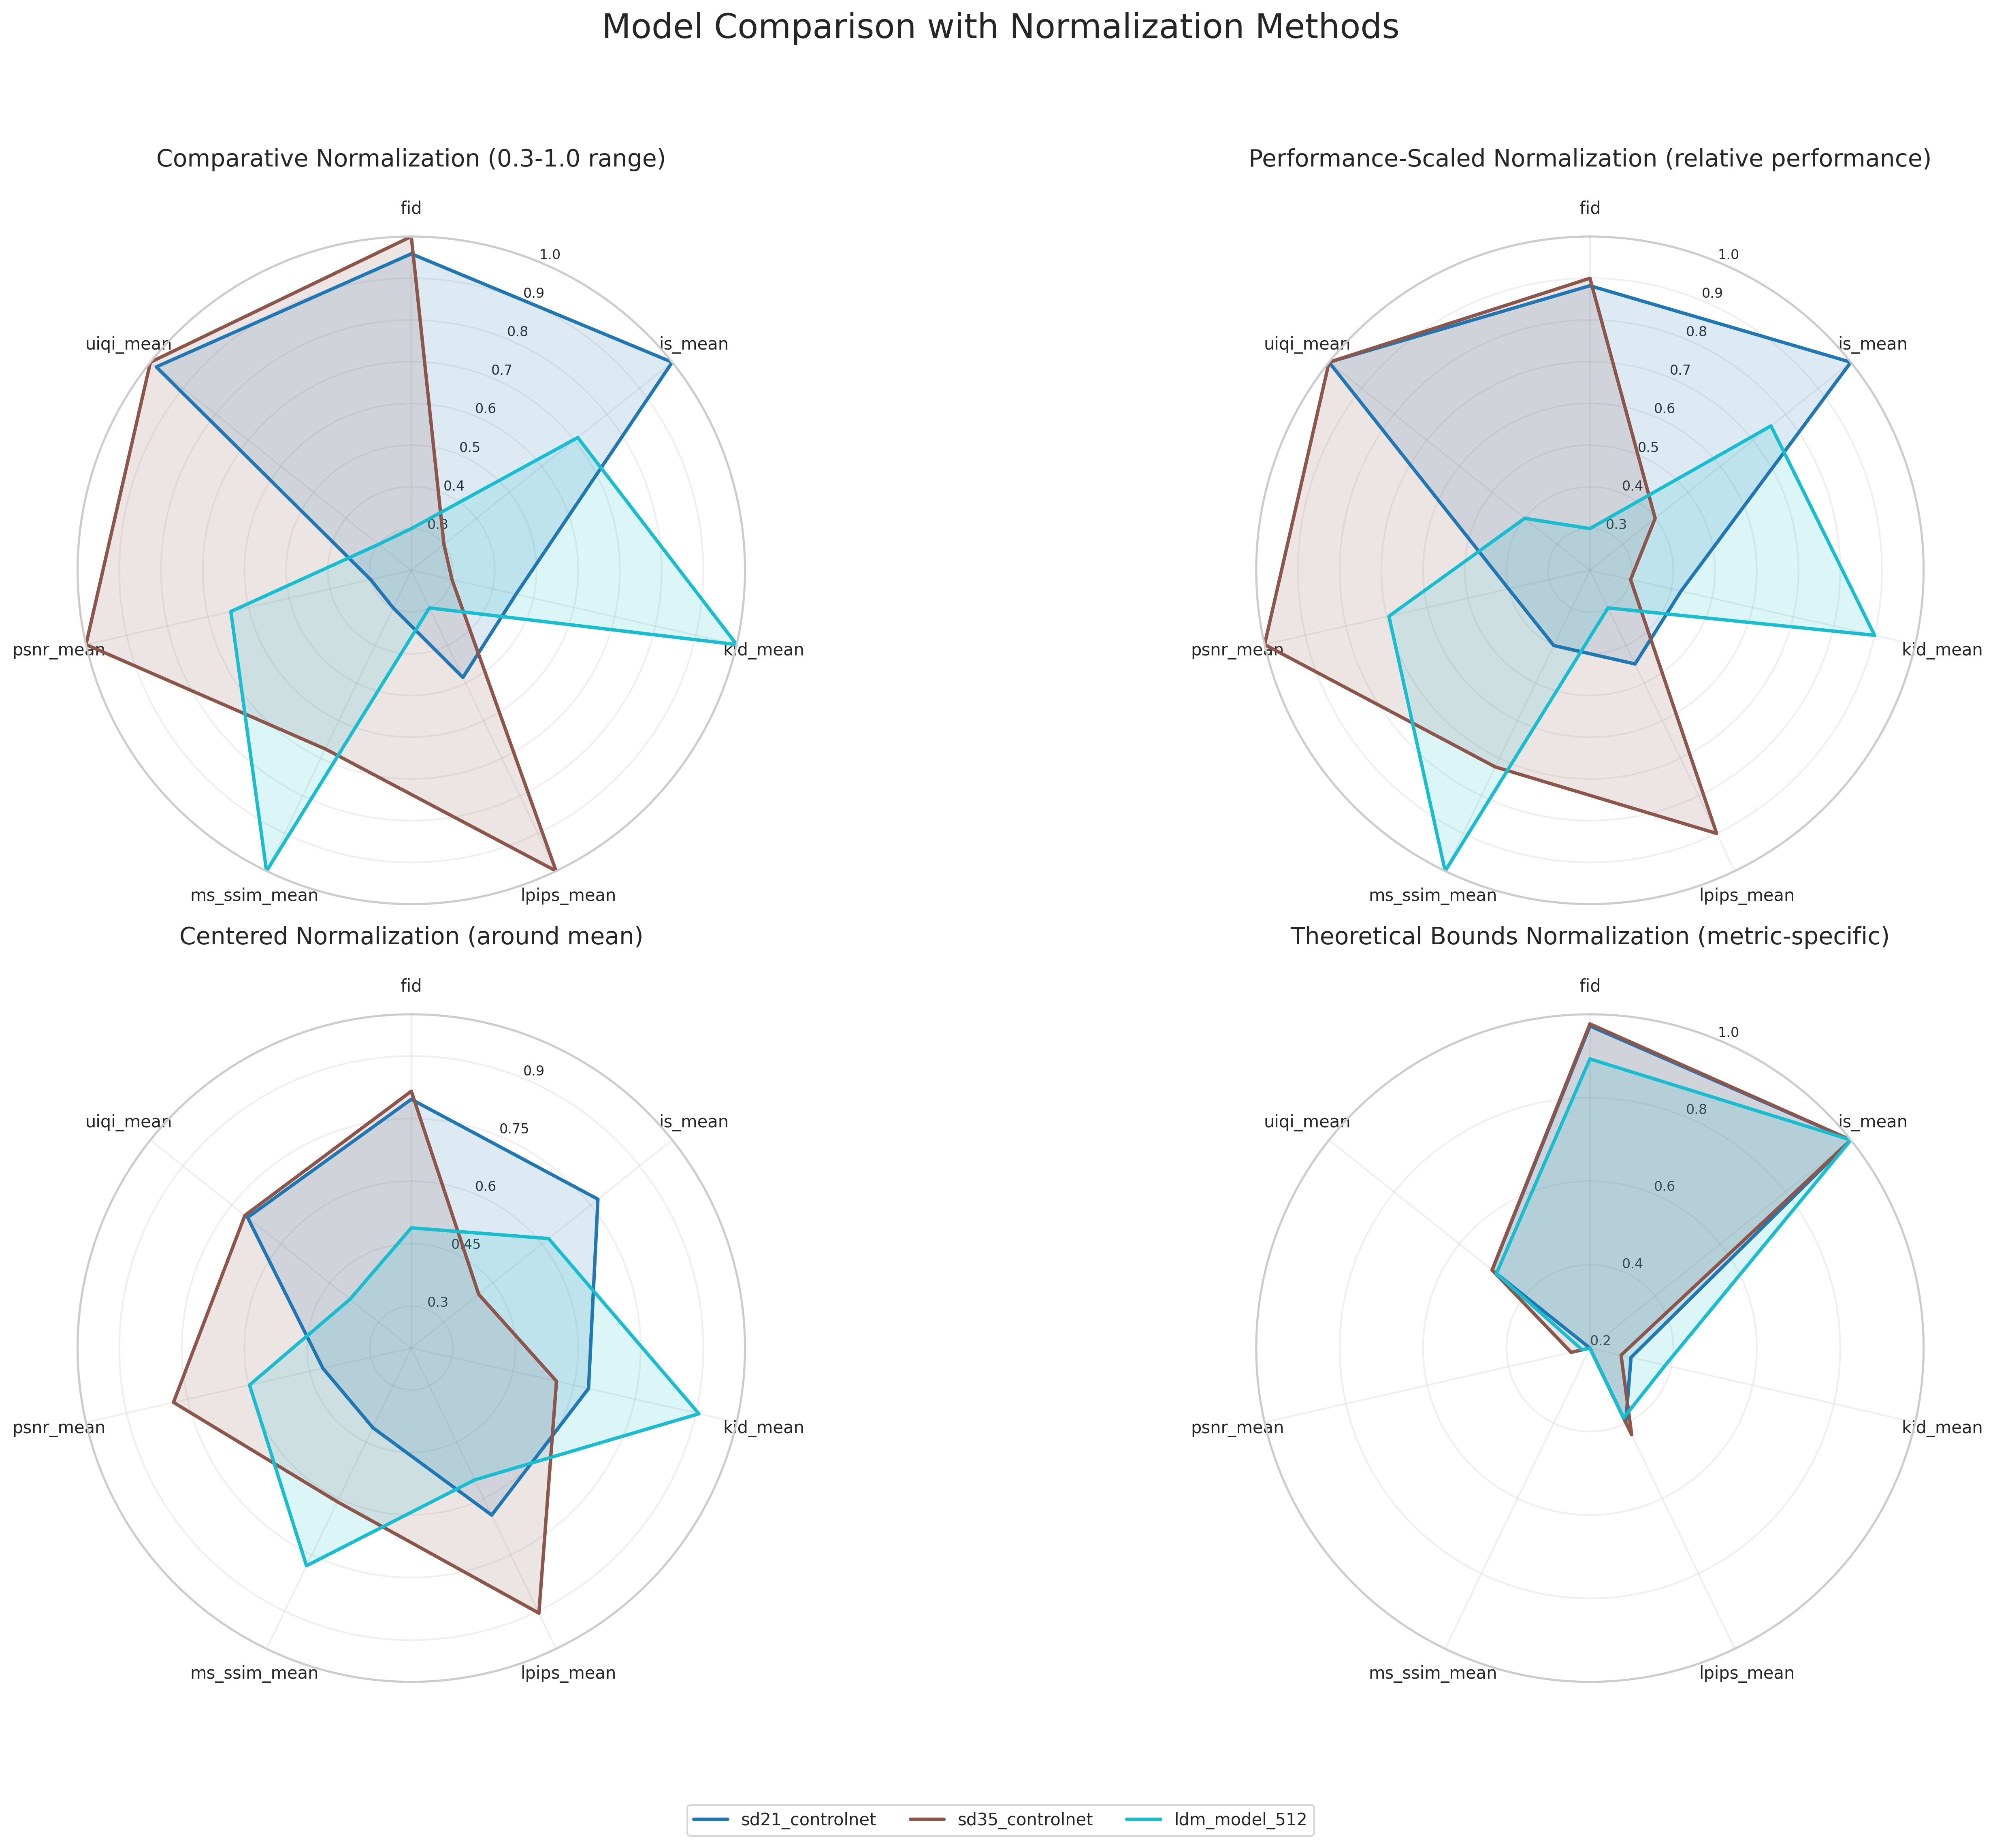 Model Comparison with Normalization Methods
Comparative Normalization (0.3-1.0 range)
fid
1.0
0.9
0.8
0.7
0.6
0.5
0.4
0.3
is_mean
uiqi_mean
psnr_mean
kid_mean
ms_ssim_mean
lpips_mean
Performance-Scaled Normalization (relative performance)
fid
1.0
0.9
0.8
0.7
0.6
0.5
0.4
0.3
is_mean
uiqi_mean
psnr_mean
kid_mean
ms_ssim_mean
lpips_mean
Centered Normalization (around mean)
fid
0.9
0.75
0.6
0.45
0.3
is_mean
uiqi_mean
psnr_mean
kid_mean
ms_ssim_mean
lpips_mean
Theoretical Bounds Normalization (metric-specific)
fid
1.0
0.8
0.6
0.4
0.2
is_mean
uiqi_mean
psnr_mean
kid_mean
ms_ssim_mean
lpips_mean
sd21_controlnet
sd35_controlnet
ldm_model_512